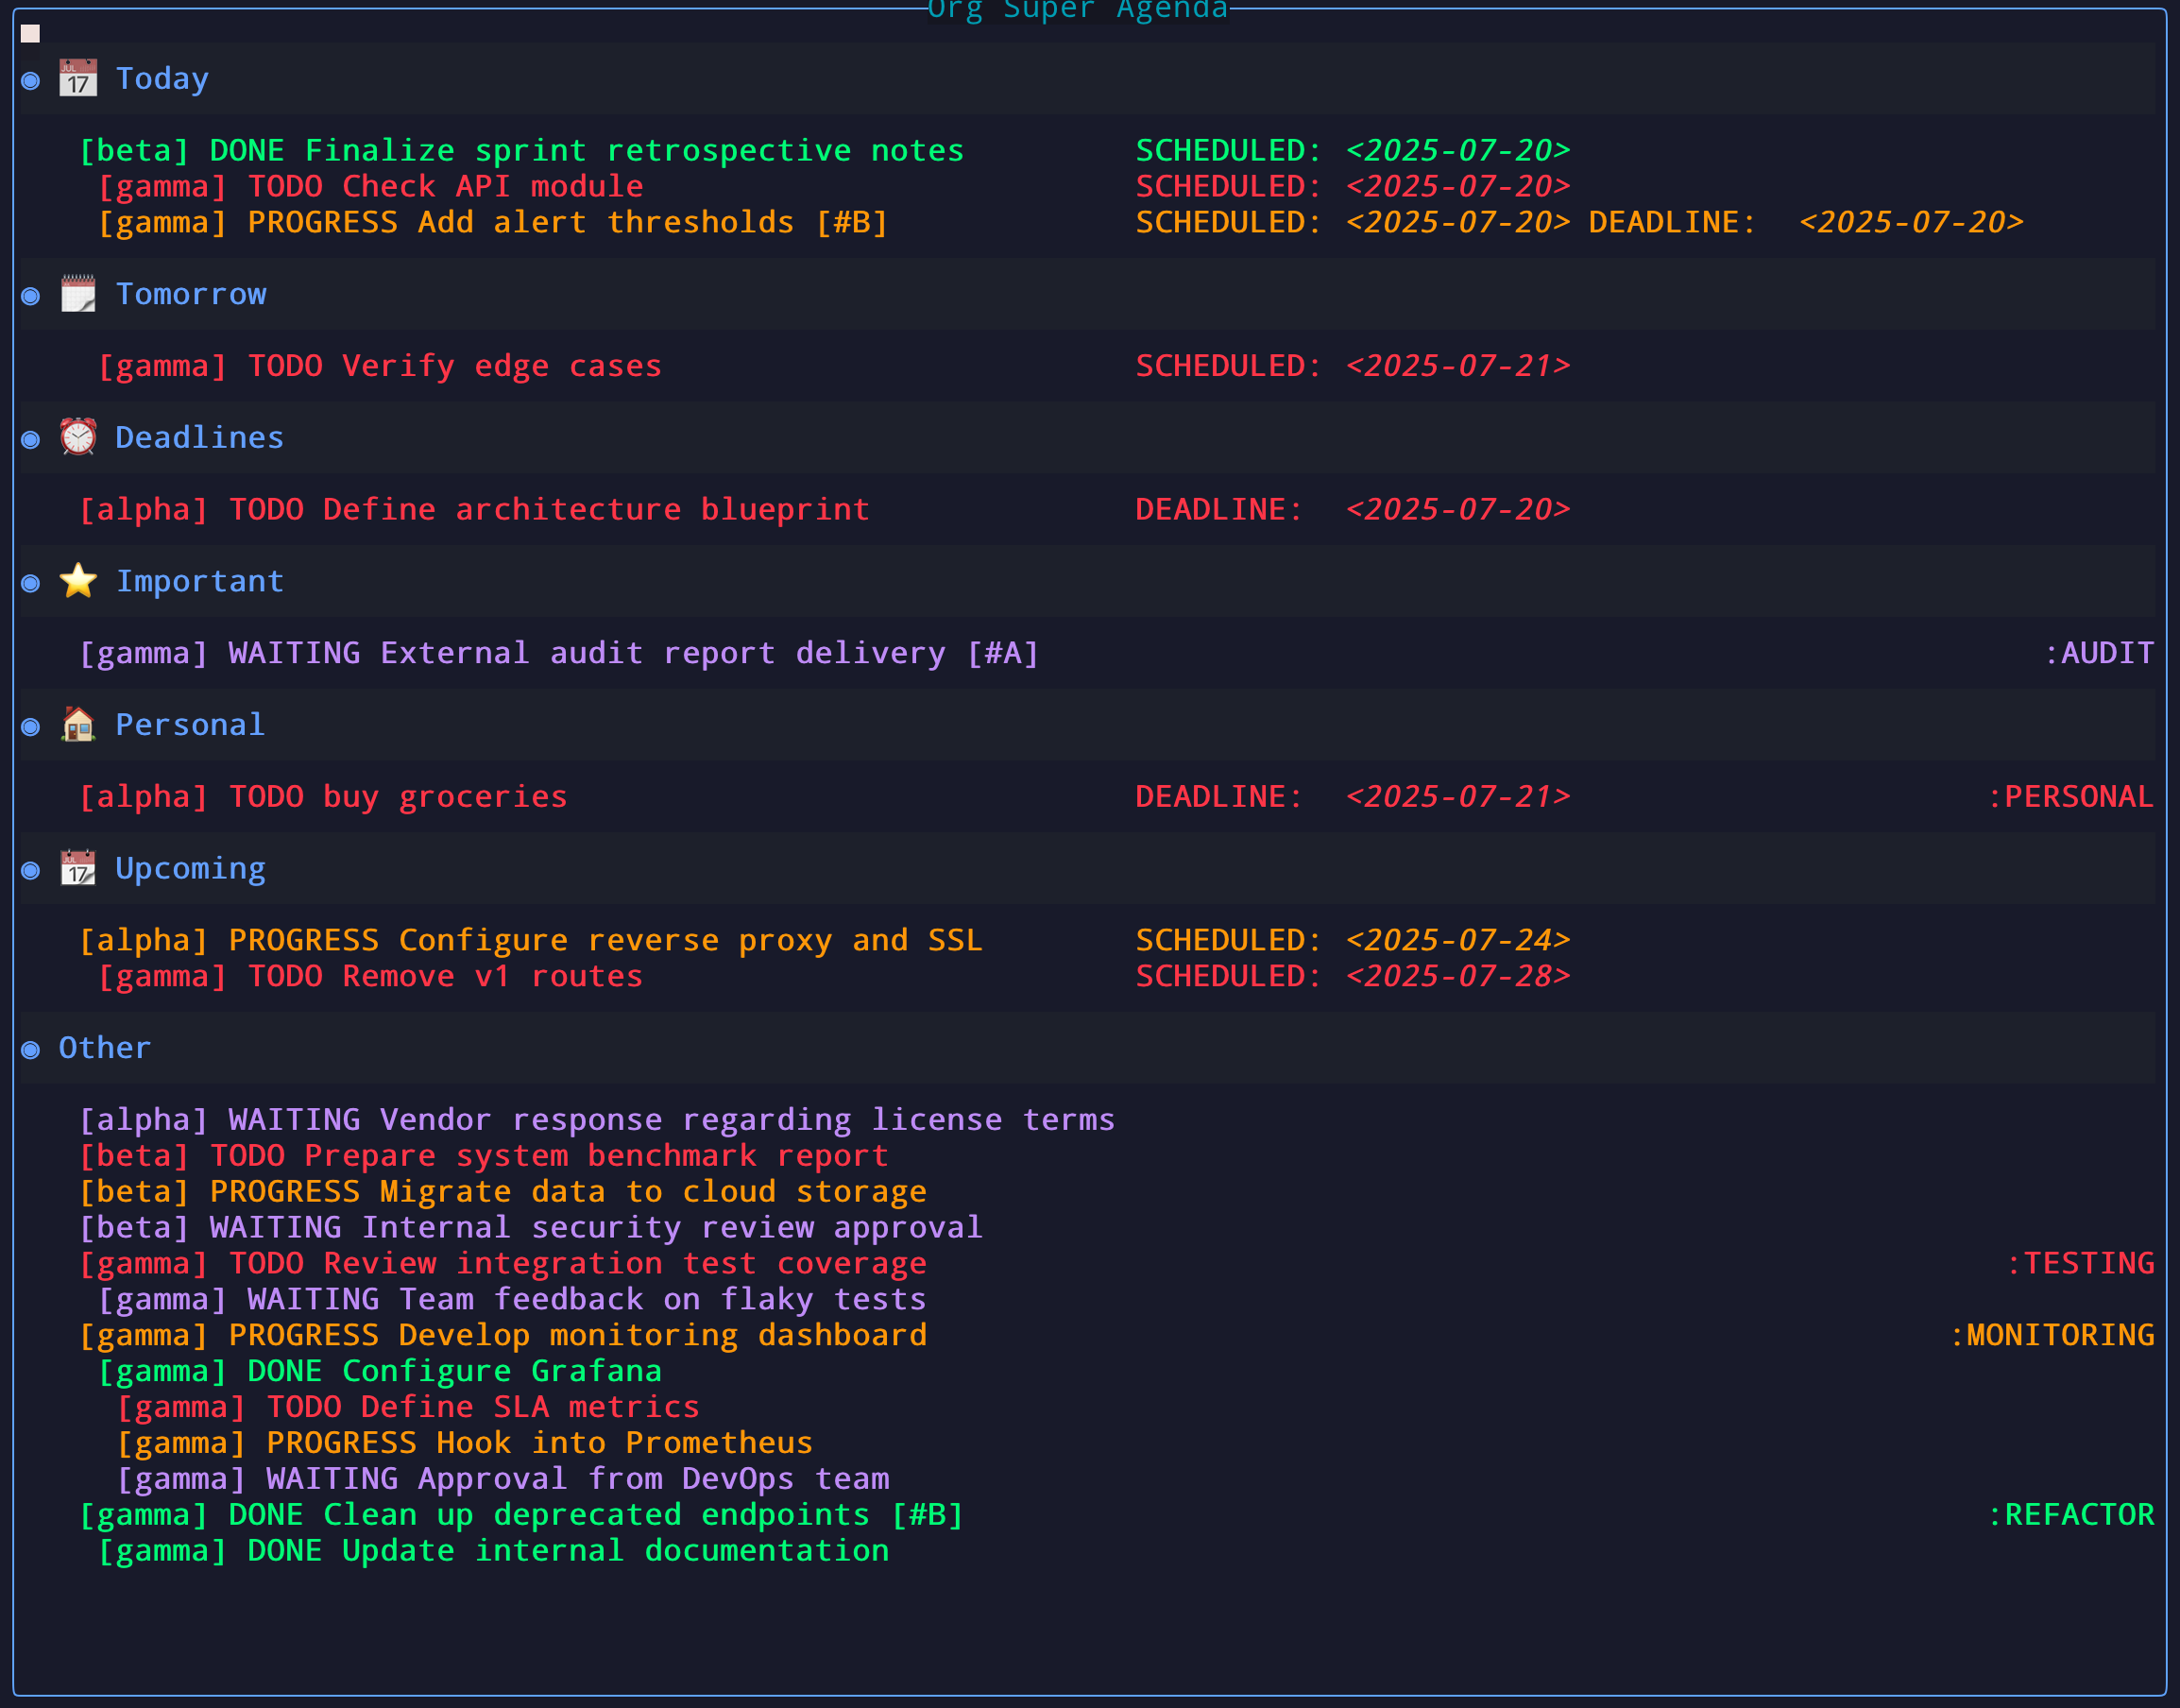 Org Super Agenda
◉ 📅 Today
[beta] DONE Finalize sprint retrospective notes SCHEDULED: <2025-07-20>
[gamma] TODO Check API module SCHEDULED: <2025-07-20>
[gamma] PROGRESS Add alert thresholds [#B] SCHEDULED: <2025-07-20> DEADLINE: <2025-07-20>
◉ 🗒️ Tomorrow
[gamma] TODO Verify edge cases SCHEDULED: <2025-07-21>
◉ ⏰ Deadlines
[alpha] TODO Define architecture blueprint DEADLINE: <2025-07-20>
◉ ⭐ Important
[gamma] WAITING External audit report delivery [#A] :AUDIT
◉ 🏠 Personal
[alpha] TODO buy groceries DEADLINE: <2025-07-21> :PERSONAL
◉ 📆 Upcoming
[alpha] PROGRESS Configure reverse proxy and SSL SCHEDULED: <2025-07-24>
[gamma] TODO Remove v1 routes SCHEDULED: <2025-07-28>
◉ Other
[alpha] WAITING Vendor response regarding license terms
[beta] TODO Prepare system benchmark report
[beta] PROGRESS Migrate data to cloud storage
[beta] WAITING Internal security review approval
[gamma] TODO Review integration test coverage :TESTING
[gamma] WAITING Team feedback on flaky tests
[gamma] PROGRESS Develop monitoring dashboard :MONITORING
[gamma] DONE Configure Grafana
[gamma] TODO Define SLA metrics
[gamma] PROGRESS Hook into Prometheus
[gamma] WAITING Approval from DevOps team
[gamma] DONE Clean up deprecated endpoints [#B] :REFACTOR
[gamma] DONE Update internal documentation